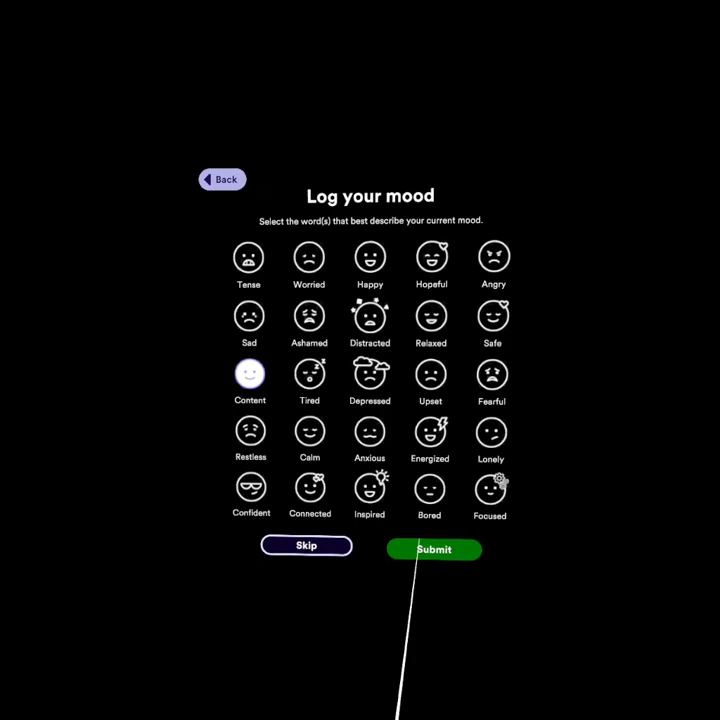 Back
Log your mood
Select the word(s) that best describe your current mood.
Tense Worried Happy Hopeful Angry
Sad Ashamed Distracted Relaxed Safe
Content Tired Depressed Upset Fearful
Restless Calm Anxious Energized Lonely
Confident Connected Inspired Bored Focused
Skip Submit